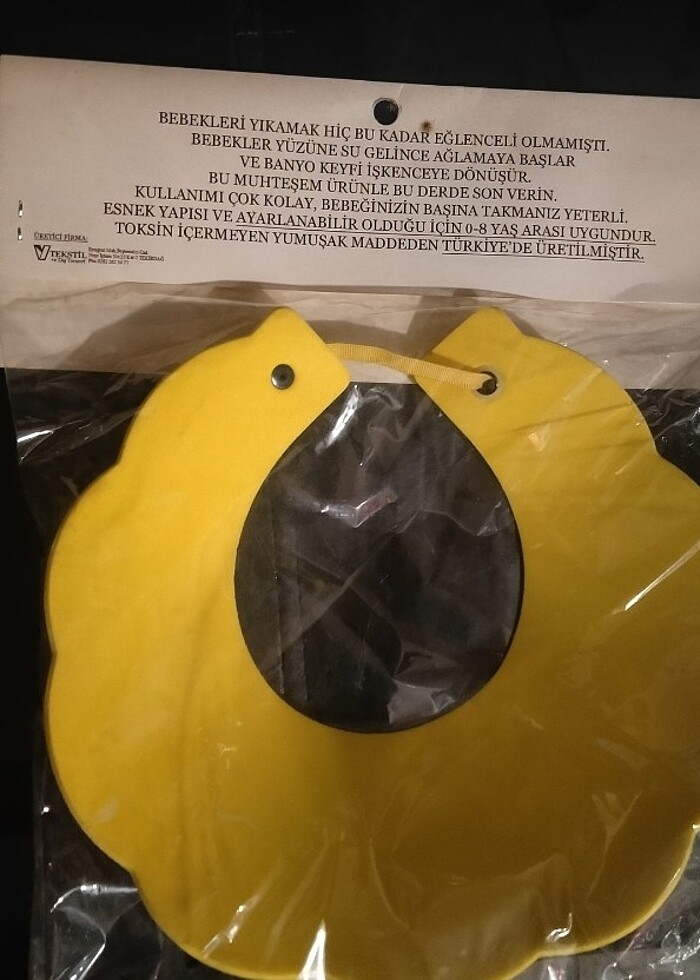 BEBEKLERİ YIKAMAK HİÇ BU KADAR EĞLENCELİ OLMAMIŞTI.
BEBEKLER YÜZÜNE SU GELİNCE AĞLAMAYA BAŞLAR
VE BANYO KEYFİ İŞKENCEYE DÖNÜŞÜR.
BU MUHTEŞEM ÜRÜNLE BU DERDE SON VERİN.
KULLANIMI ÇOK KOLAY, BEBEĞİNİZİN BAŞINA TAKMANIZ YETERLİ.
ESNEK YAPISI VE AYARLANABİLİR OLDUĞU İÇİN 0-8 YAŞ ARASI UYGUNDUR.
TOKSİN İÇERMEYEN YUMUŞAK MADDEDEN TÜRKİYE'DE ÜRETİLMİŞTİR.
ÜRETİCİ FİRMA:
TEKSTİL
ve Dış Ticaret